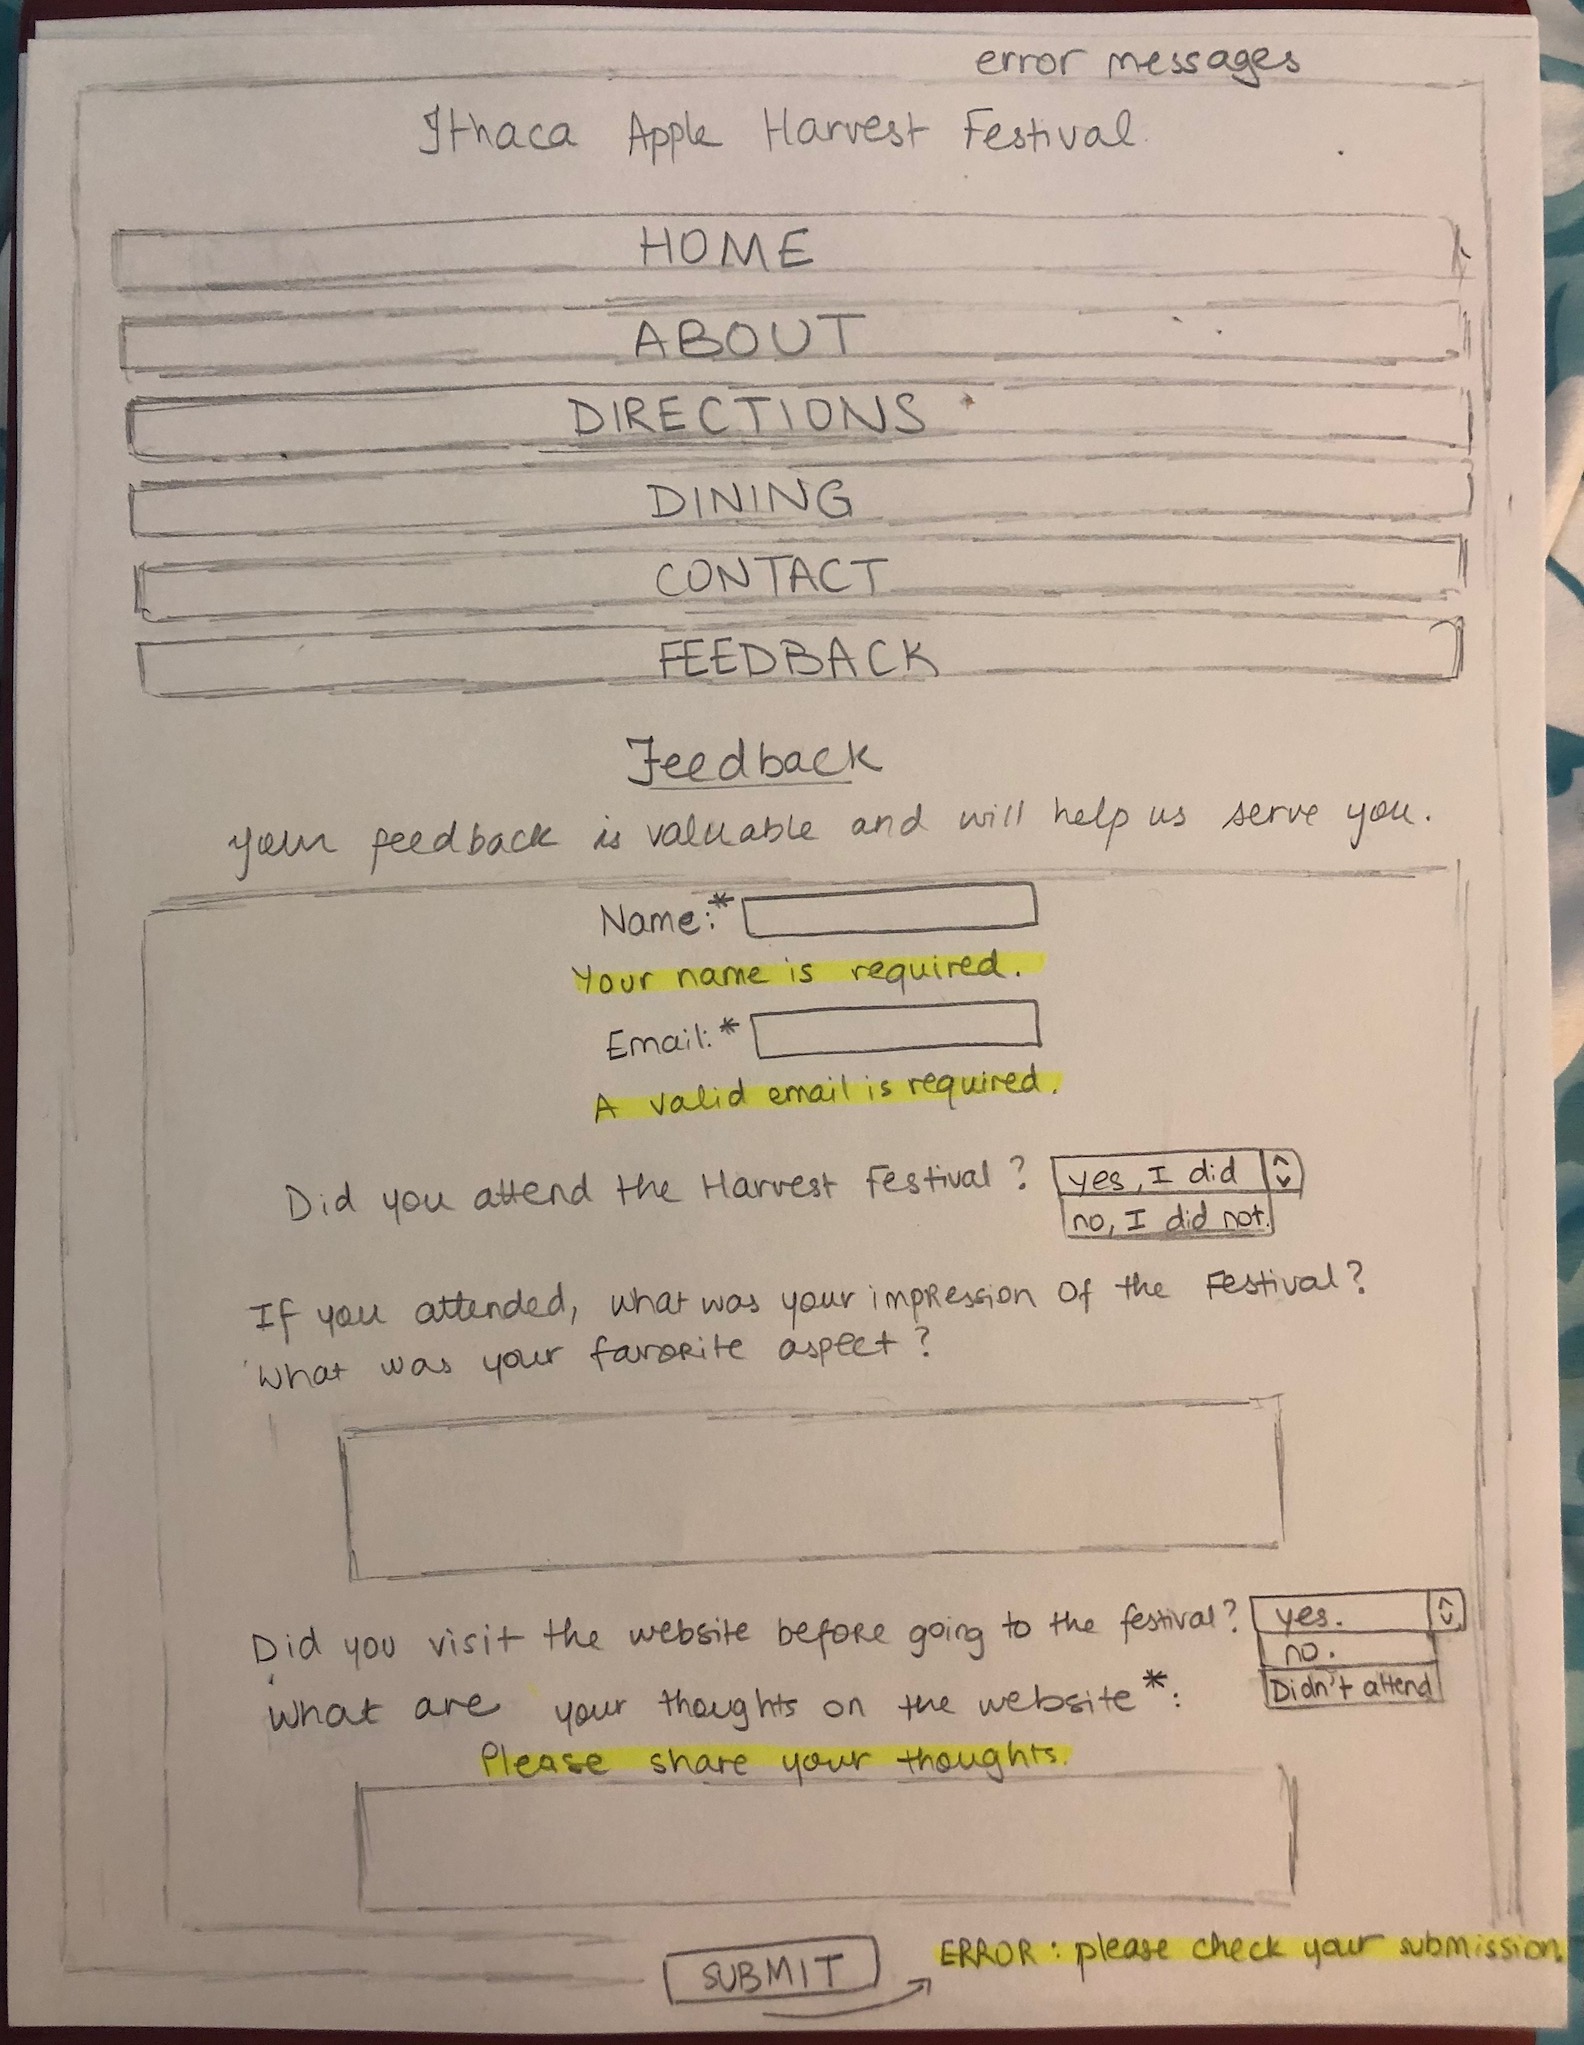 error messages
Ithaca Apple Harvest Festival
HOME
ABOUT
DIRECTIONS
DINING
CONTACT
FEEDBACK
Feedback
your feedback is valuable and will help us serve you.
Name:*
Your name is required.
Email:*
A valid email is required.
Did you attend the Harvest Festival? yes, I did
no, I did not.
If you attended, what was your impression of the Festival?
What was your favorite aspect?
Did you visit the website before going to the festival? yes.
no.
Didn't attend
What are your thoughts on the website*:
Please share your thoughts.
SUBMIT
ERROR: please check your submission.